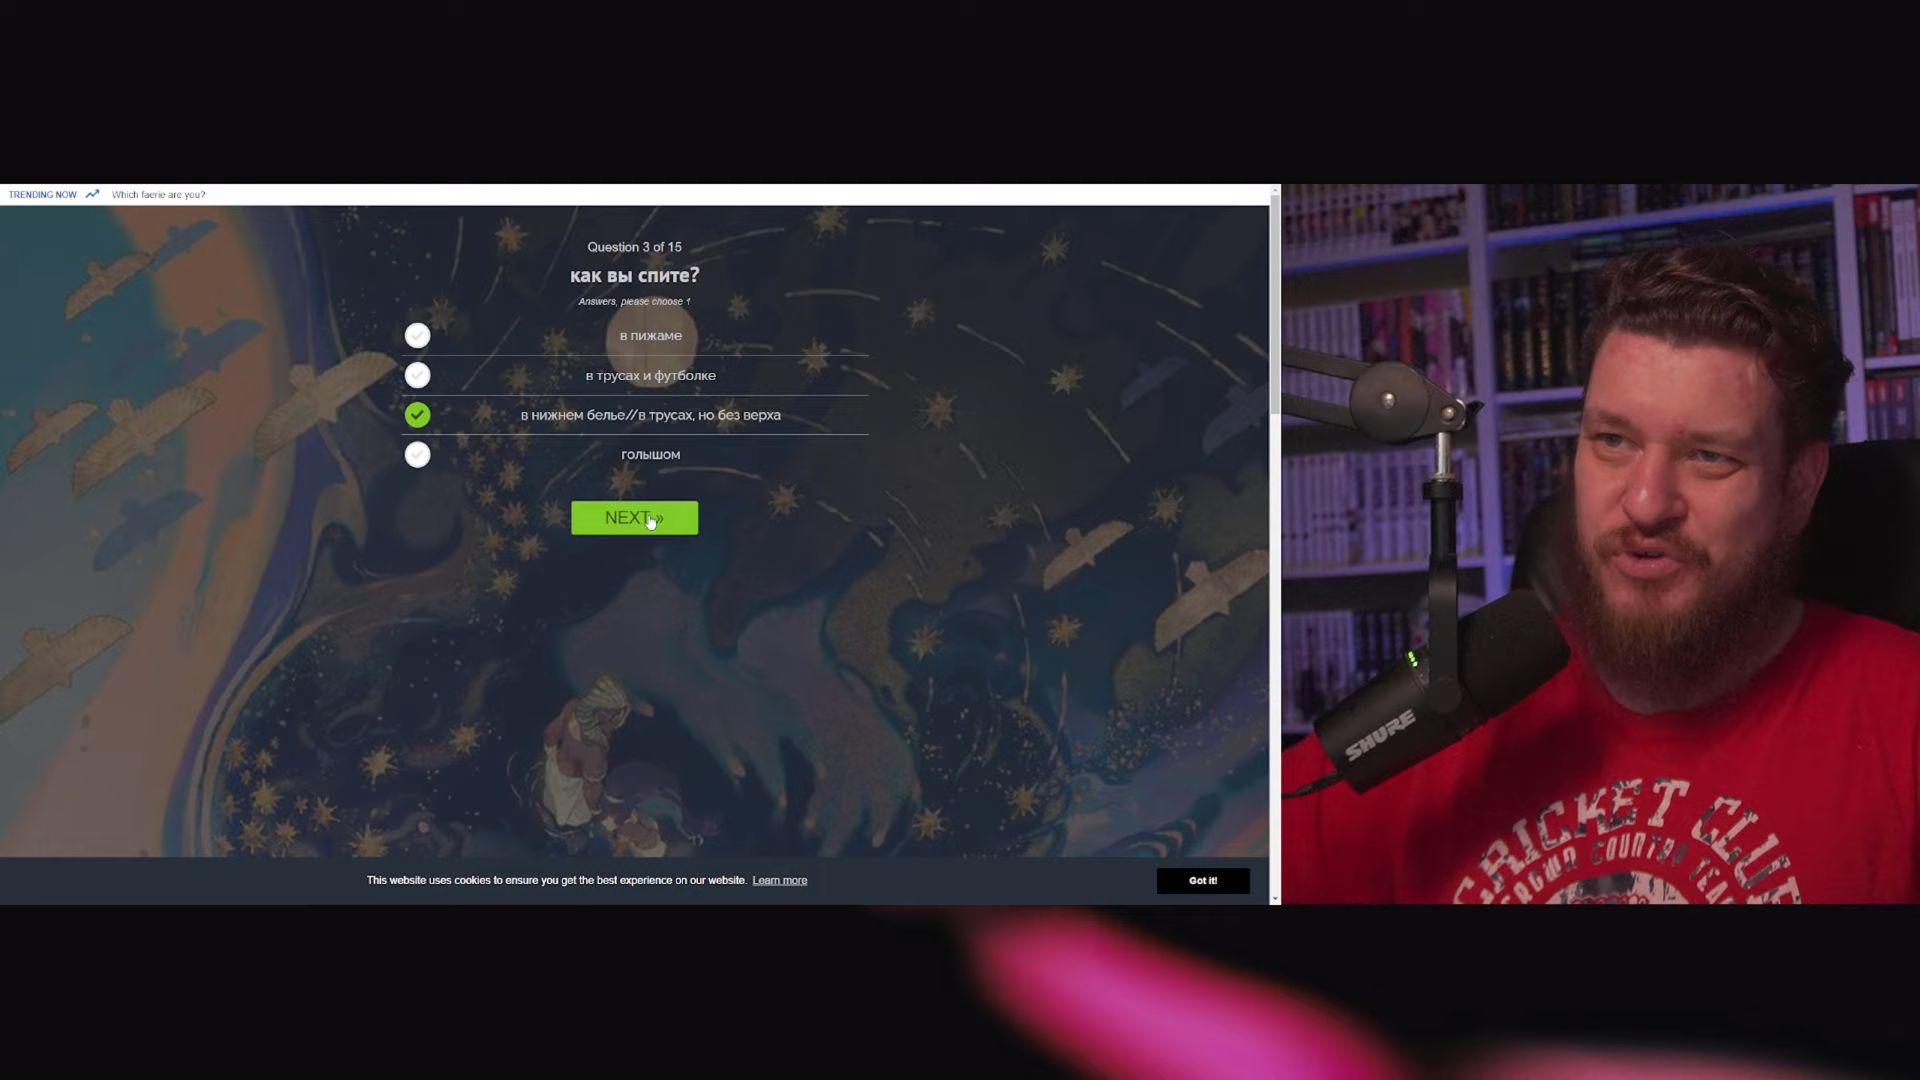 TRENDING NOW Which faerie are you?
Question 3 of 15
как вы спите?
Answers, please choose 1
в пижаме
в трусах и футболке
в нижнем белье//в трусах, но без верха
голышом
NEXT »
This website uses cookies to ensure you get the best experience on our website. Learn more
Got it!
SHURE
CRICKET CLUB
COUNTRY TEAM